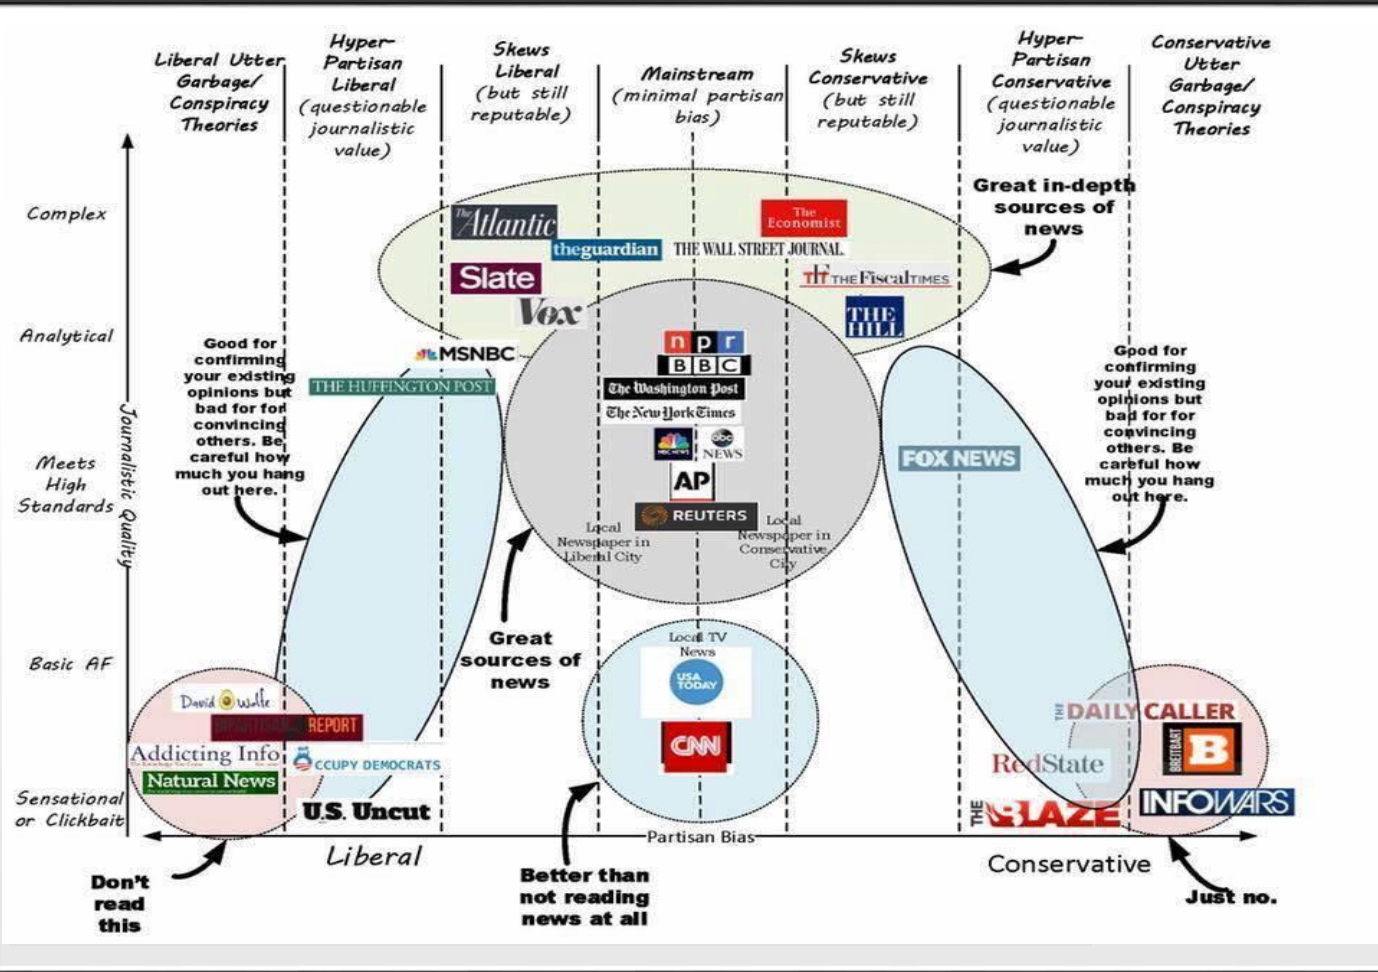 Liberal Utter
Garbage/
Conspiracy
Theories
Hyper-
Partisan
Liberal
(questionable
journalistic
value)
Skews
Liberal
(but still
reputable)
Mainstream
(minimal partisan
bias)
Skews
Conservative
(but still
reputable)
Hyper-
Partisan
Conservative
(questionable
journalistic
value)
Conservative
Utter
Garbage/
Conspiracy
Theories
Journalistic Quality
Complex
Analytical
Meets
High
Standards
Basic AF
Sensational
or Clickbait
Great in-depth
sources of
news
The Atlantic
theguardian
The
Economist
THE WALL STREET JOURNAL.
Slate
Vox
TFT THE FISCALTIMES
THE
HILL
MSNBC
THE HUFFINGTON POST
Good for
confirming
your existing
opinions but
bad for for
convincing
others. Be
careful how
much you hang
out here.
npr
BBC
The Washington Post
The New York Times
NBC NEWS
abc
NEWS
AP
REUTERS
Local
Newspaper in
Liberal City
Local
Newspaper in
Conservative
City
FOX NEWS
Good for
confirming
your existing
opinions but
bad for for
convincing
others. Be
careful how
much you hang
out here.
Great
sources of
news
Local TV
News
USA
TODAY
CNN
David Wolfe
REPORT
Addicting Info
Natural News
OCCUPY DEMOCRATS
U.S. Uncut
THE DAILY CALLER
BREITBART
B
RedState
THE BLAZE
INFOWARS
Partisan Bias
Liberal
Conservative
Don't
read
this
Better than
not reading
news at all
Just no.